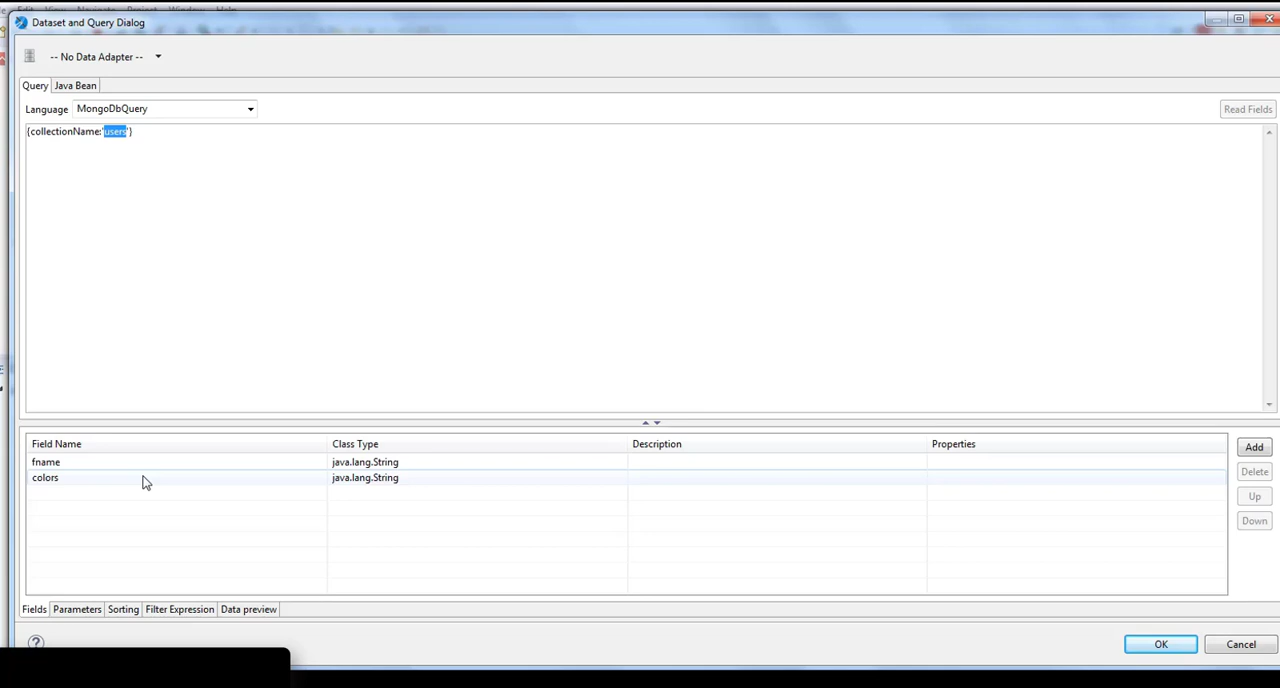 Dataset and Query Dialog
-- No Data Adapter --
Query Java Bean
Language MongoDbQuery Read Fields
{collectionName:'users'}
Field Name Class Type Description Properties
fname java.lang.String
colors java.lang.String
Add
Delete
Up
Down
Fields Parameters Sorting Filter Expression Data preview
OK Cancel